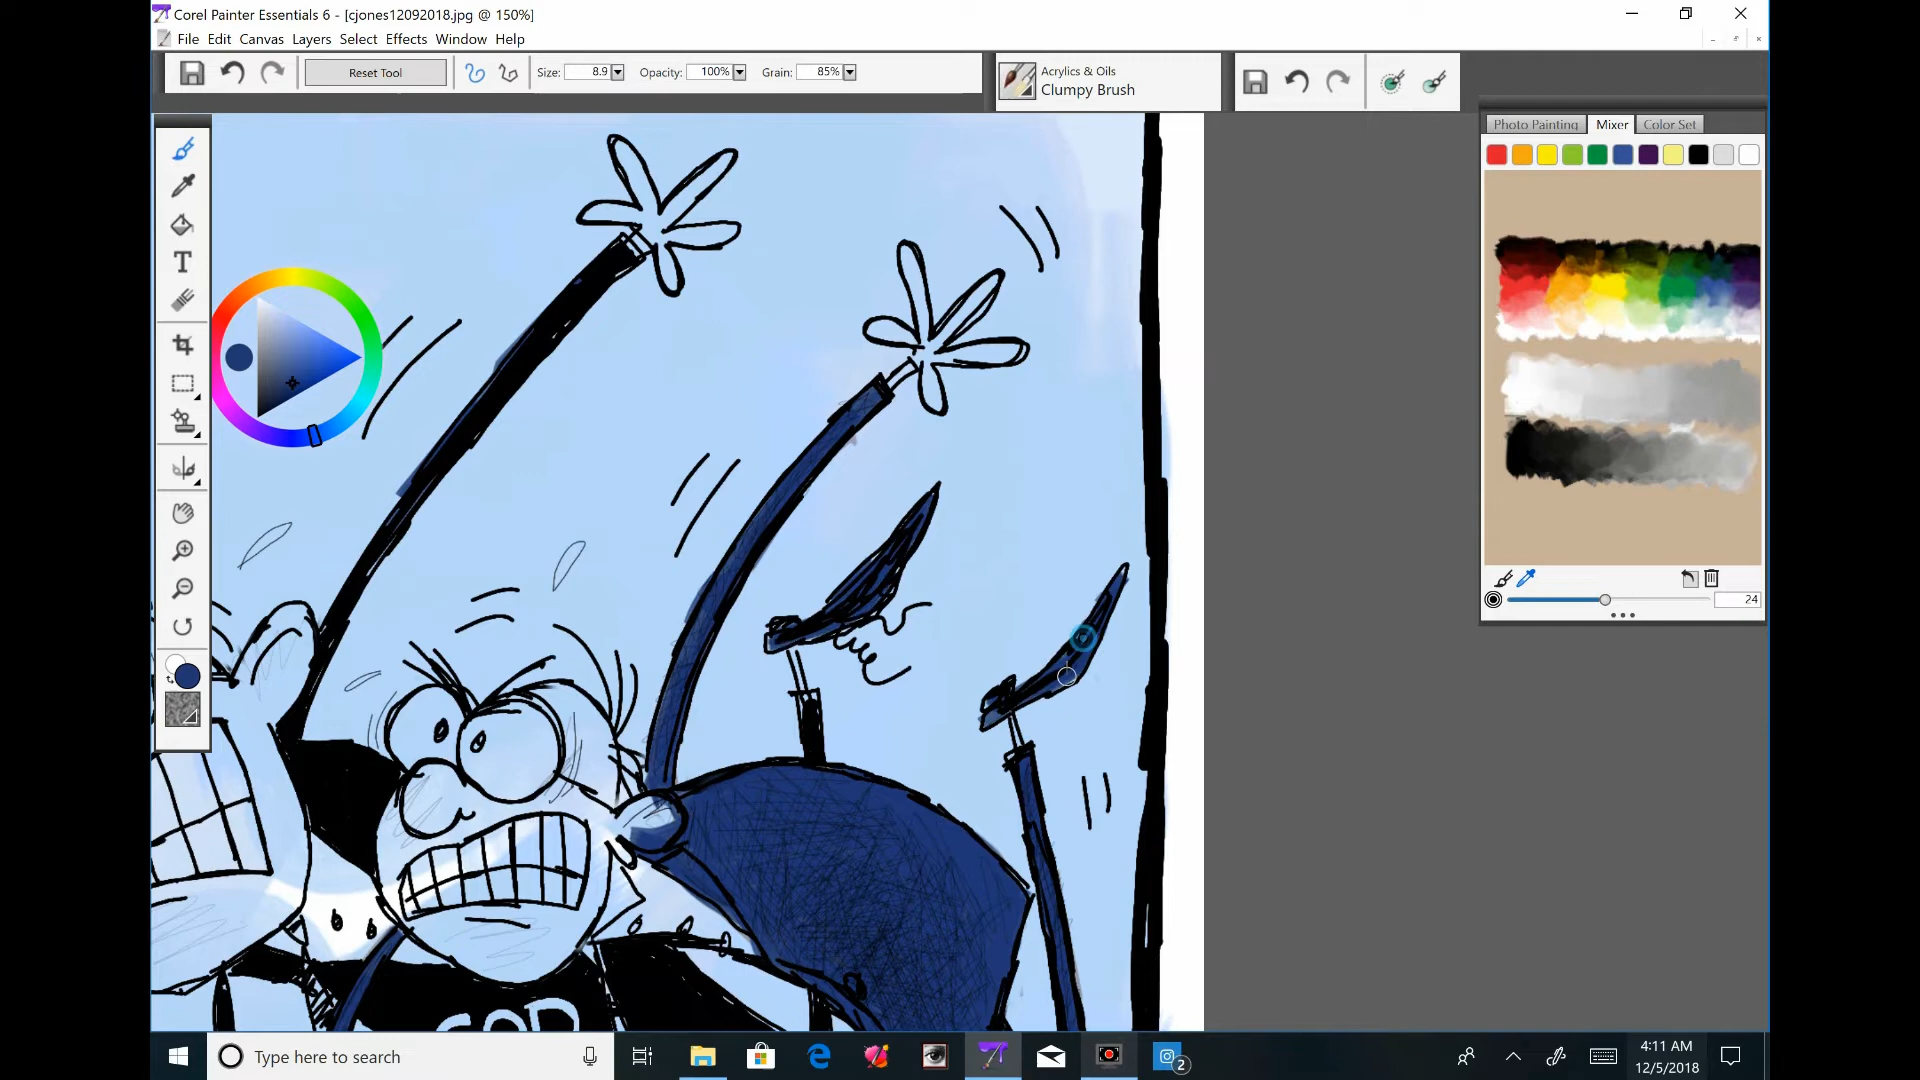 Corel Painter Essentials 6 - [cjones12092018.jpg @ 150%]
File Edit Canvas Layers Select Effects Window Help
Reset Tool Size: 8.9 Opacity: 100% Grain: 85%
Acrylics & Oils
Clumpy Brush
Photo Painting Mixer Color Set
T
24
Type here to search
2
4:11 AM
12/5/2018